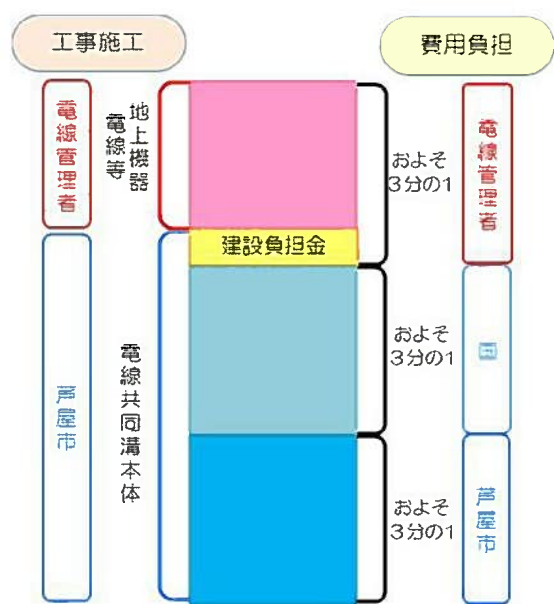 工事施工
費用負担
電線管理者
地上機器
電線等
およそ
3分の1
電線管理者
建設負担金
芦屋市
電線共同溝本体
およそ
3分の1
国
およそ
3分の1
芦屋市